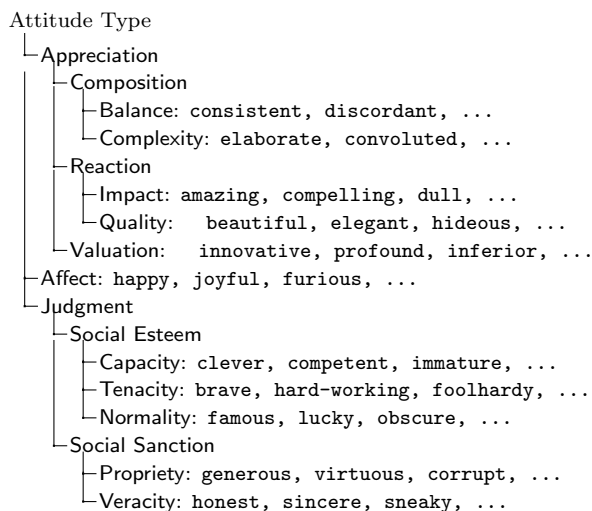 Attitude Type
Appreciation
Composition
Balance: consistent, discordant, ...
Complexity: elaborate, convoluted, ...
Reaction
Impact: amazing, compelling, dull, ...
Quality: beautiful, elegant, hideous, ...
Valuation: innovative, profound, inferior, ...
Affect: happy, joyful, furious, ...
Judgment
Social Esteem
Capacity: clever, competent, immature, ...
Tenacity: brave, hard-working, foolhardy, ...
Normality: famous, lucky, obscure, ...
Social Sanction
Propriety: generous, virtuous, corrupt, ...
Veracity: honest, sincere, sneaky, ...